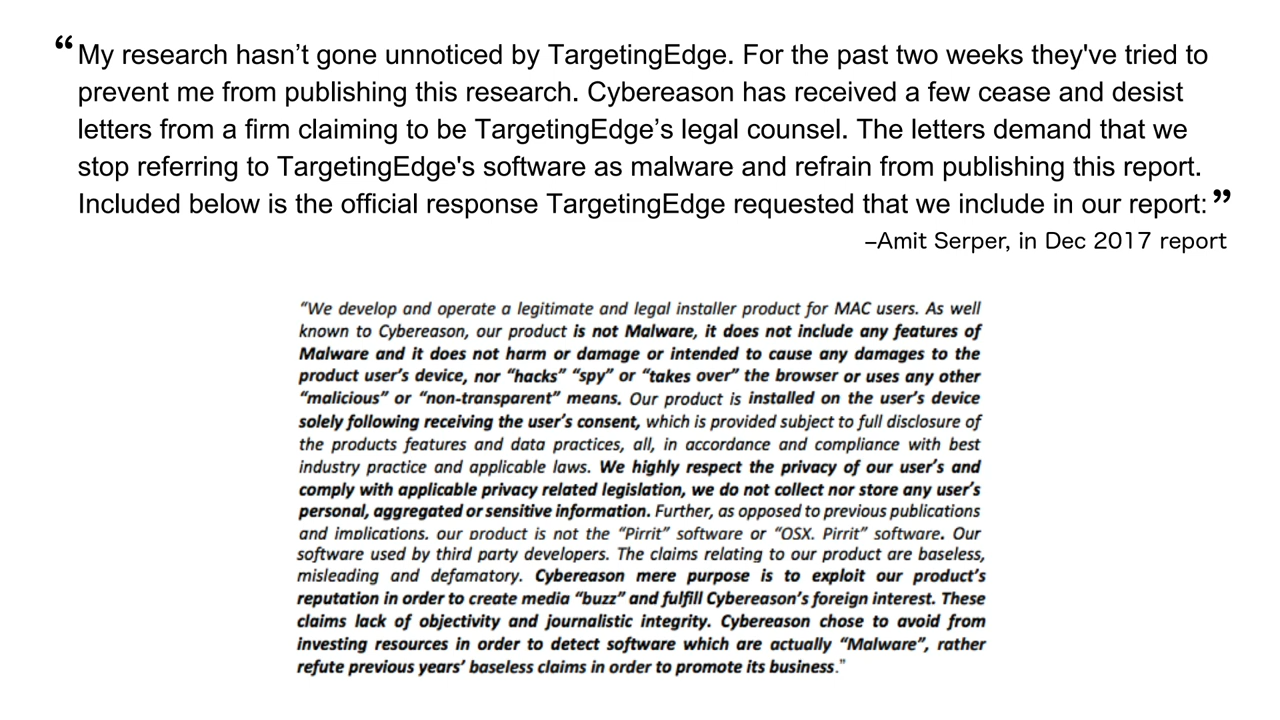 “My research hasn’t gone unnoticed by TargetingEdge. For the past two weeks they've tried to
prevent me from publishing this research. Cybereason has received a few cease and desist
letters from a firm claiming to be TargetingEdge’s legal counsel. The letters demand that we
stop referring to TargetingEdge's software as malware and refrain from publishing this report.
Included below is the official response TargetingEdge requested that we include in our report:”
–Amit Serper, in Dec 2017 report
“We develop and operate a legitimate and legal installer product for MAC users. As well
known to Cybereason, our product is not Malware, it does not include any features of
Malware and it does not harm or damage or intended to cause any damages to the
product user’s device, nor “hacks” “spy” or “takes over” the browser or uses any other
“malicious” or “non-transparent” means. Our product is installed on the user’s device
solely following receiving the user’s consent, which is provided subject to full disclosure of
the products features and data practices, all, in accordance and compliance with best
industry practice and applicable laws. We highly respect the privacy of our user’s and
comply with applicable privacy related legislation, we do not collect nor store any user’s
personal, aggregated or sensitive information. Further, as opposed to previous publications
and implications, our product is not the “Pirrit” software or “OSX. Pirrit” software. Our
software used by third party developers. The claims relating to our product are baseless,
misleading and defamatory. Cybereason mere purpose is to exploit our product’s
reputation in order to create media “buzz” and fulfill Cybereason’s foreign interest. These
claims lack of objectivity and journalistic integrity. Cybereason chose to avoid from
investing resources in order to detect software which are actually “Malware”, rather
refute previous years’ baseless claims in order to promote its business.”